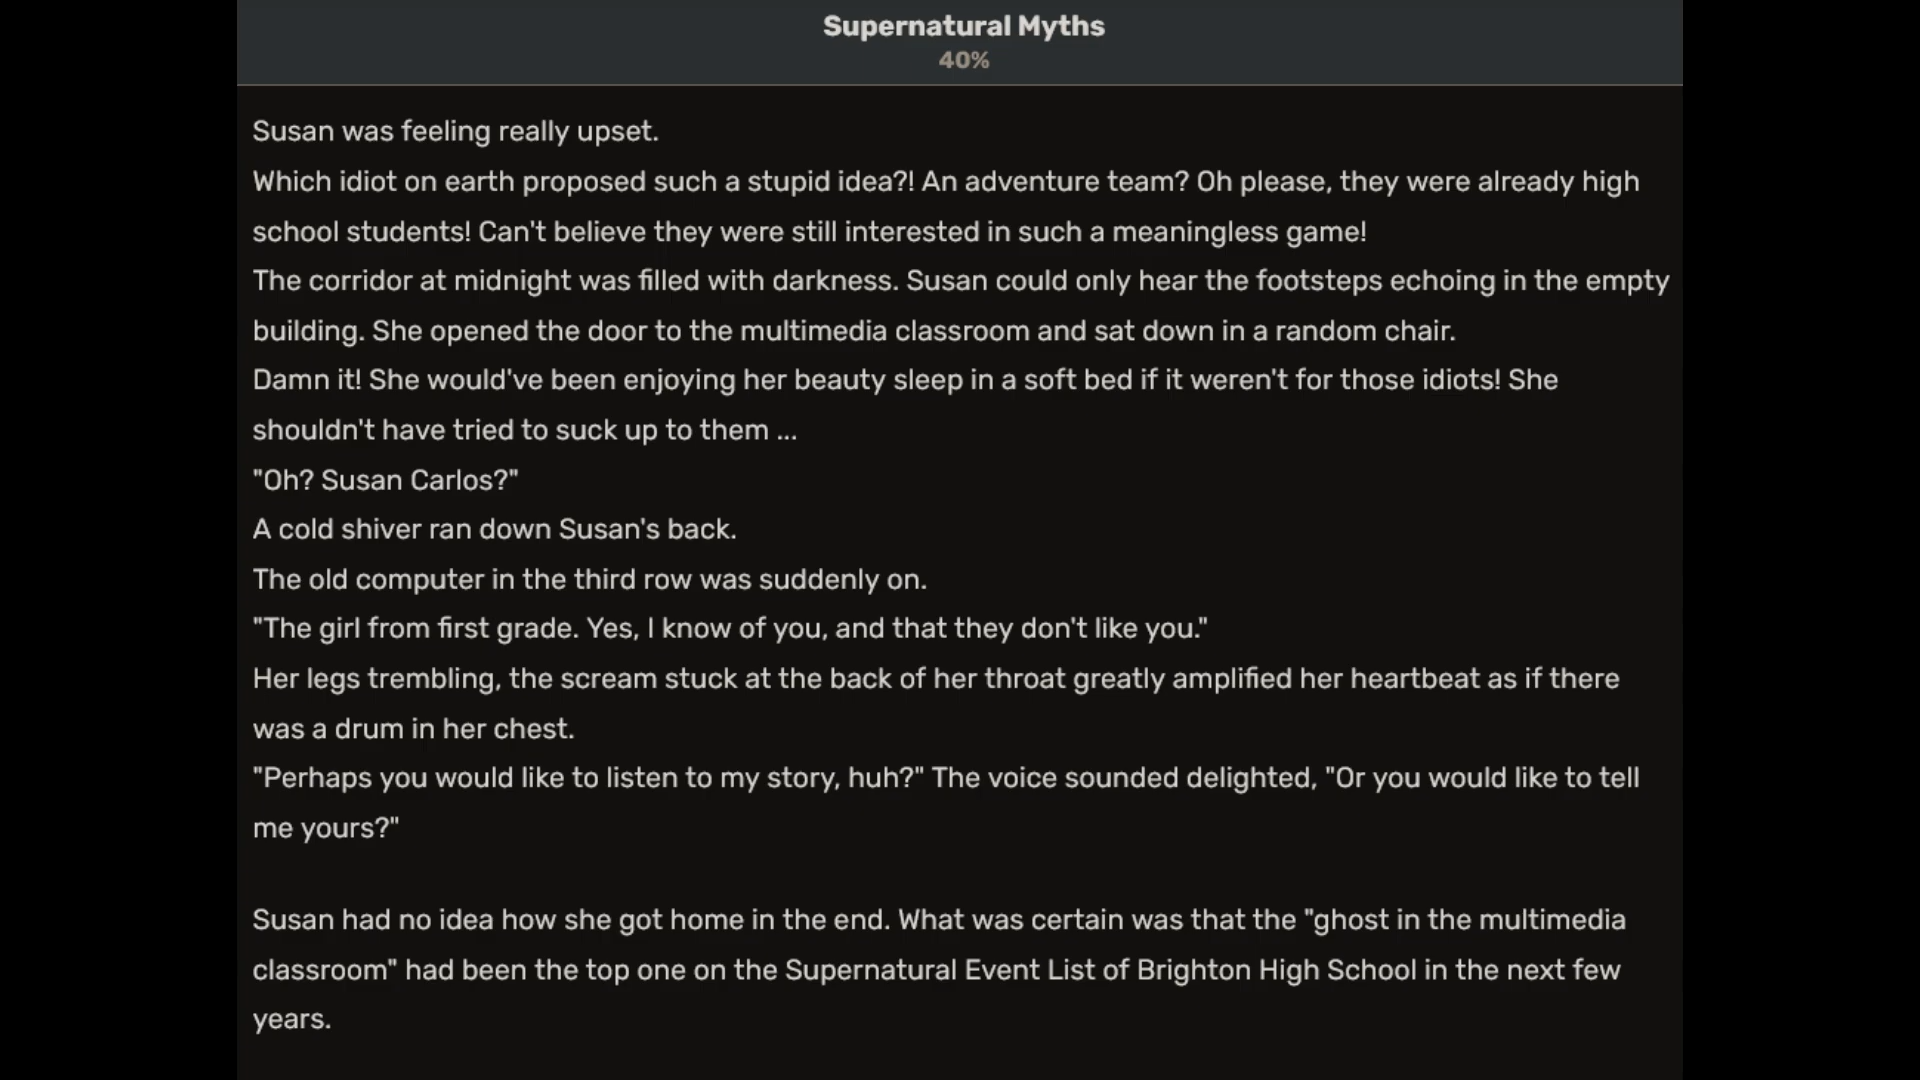 Supernatural Myths
40%
Susan was feeling really upset.
Which idiot on earth proposed such a stupid idea?! An adventure team? Oh please, they were already high
school students! Can't believe they were still interested in such a meaningless game!
The corridor at midnight was filled with darkness. Susan could only hear the footsteps echoing in the empty
building. She opened the door to the multimedia classroom and sat down in a random chair.
Damn it! She would've been enjoying her beauty sleep in a soft bed if it weren't for those idiots! She
shouldn't have tried to suck up to them ...
"Oh? Susan Carlos?"
A cold shiver ran down Susan's back.
The old computer in the third row was suddenly on.
"The girl from first grade. Yes, I know of you, and that they don't like you."
Her legs trembling, the scream stuck at the back of her throat greatly amplified her heartbeat as if there
was a drum in her chest.
"Perhaps you would like to listen to my story, huh?" The voice sounded delighted, "Or you would like to tell
me yours?"
Susan had no idea how she got home in the end. What was certain was that the "ghost in the multimedia
classroom" had been the top one on the Supernatural Event List of Brighton High School in the next few
years.